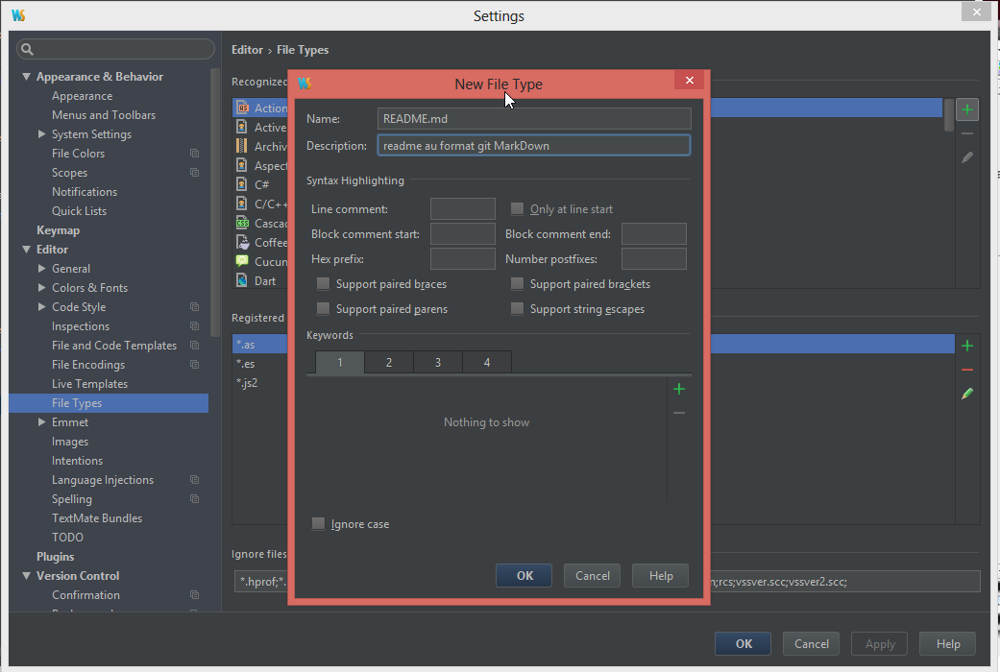 Settings
Editor › File Types
Appearance & Behavior
Appearance
Menus and Toolbars
System Settings
File Colors
Scopes
Notifications
Quick Lists
Keymap
Editor
General
Colors & Fonts
Code Style
Inspections
File and Code Templates
File Encodings
Live Templates
File Types
Emmet
Images
Intentions
Language Injections
Spelling
TextMate Bundles
TODO
Plugins
Version Control
Confirmation
Recognized
Action
Active
Archiv
Aspect
C#
C/C++
Cascad
Coffee
Cucum
Dart
Registered
*.as
*.es
*.js2
Ignore files
*.hprof;*.
;rcs;vssver.scc;vssver2.scc;
New File Type
Name: README.md
Description: readme au format git MarkDown
Syntax Highlighting
Line comment: Only at line start
Block comment start: Block comment end:
Hex prefix: Number postfixes:
Support paired braces Support paired brackets
Support paired parens Support string escapes
Keywords
1 2 3 4
Nothing to show
Ignore case
OK Cancel Help
OK Cancel Apply Help